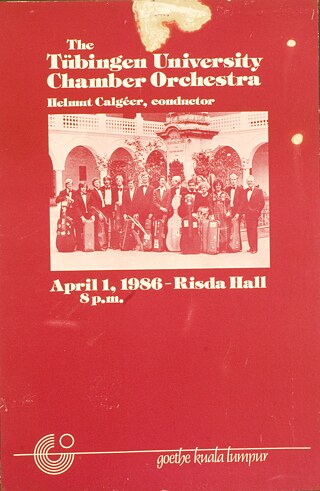 The
Tübingen University
Chamber Orchestra
Helmut Calgéer, conductor
April 1, 1986 - Risda Hall
8 p.m.
goethe kuala lumpur